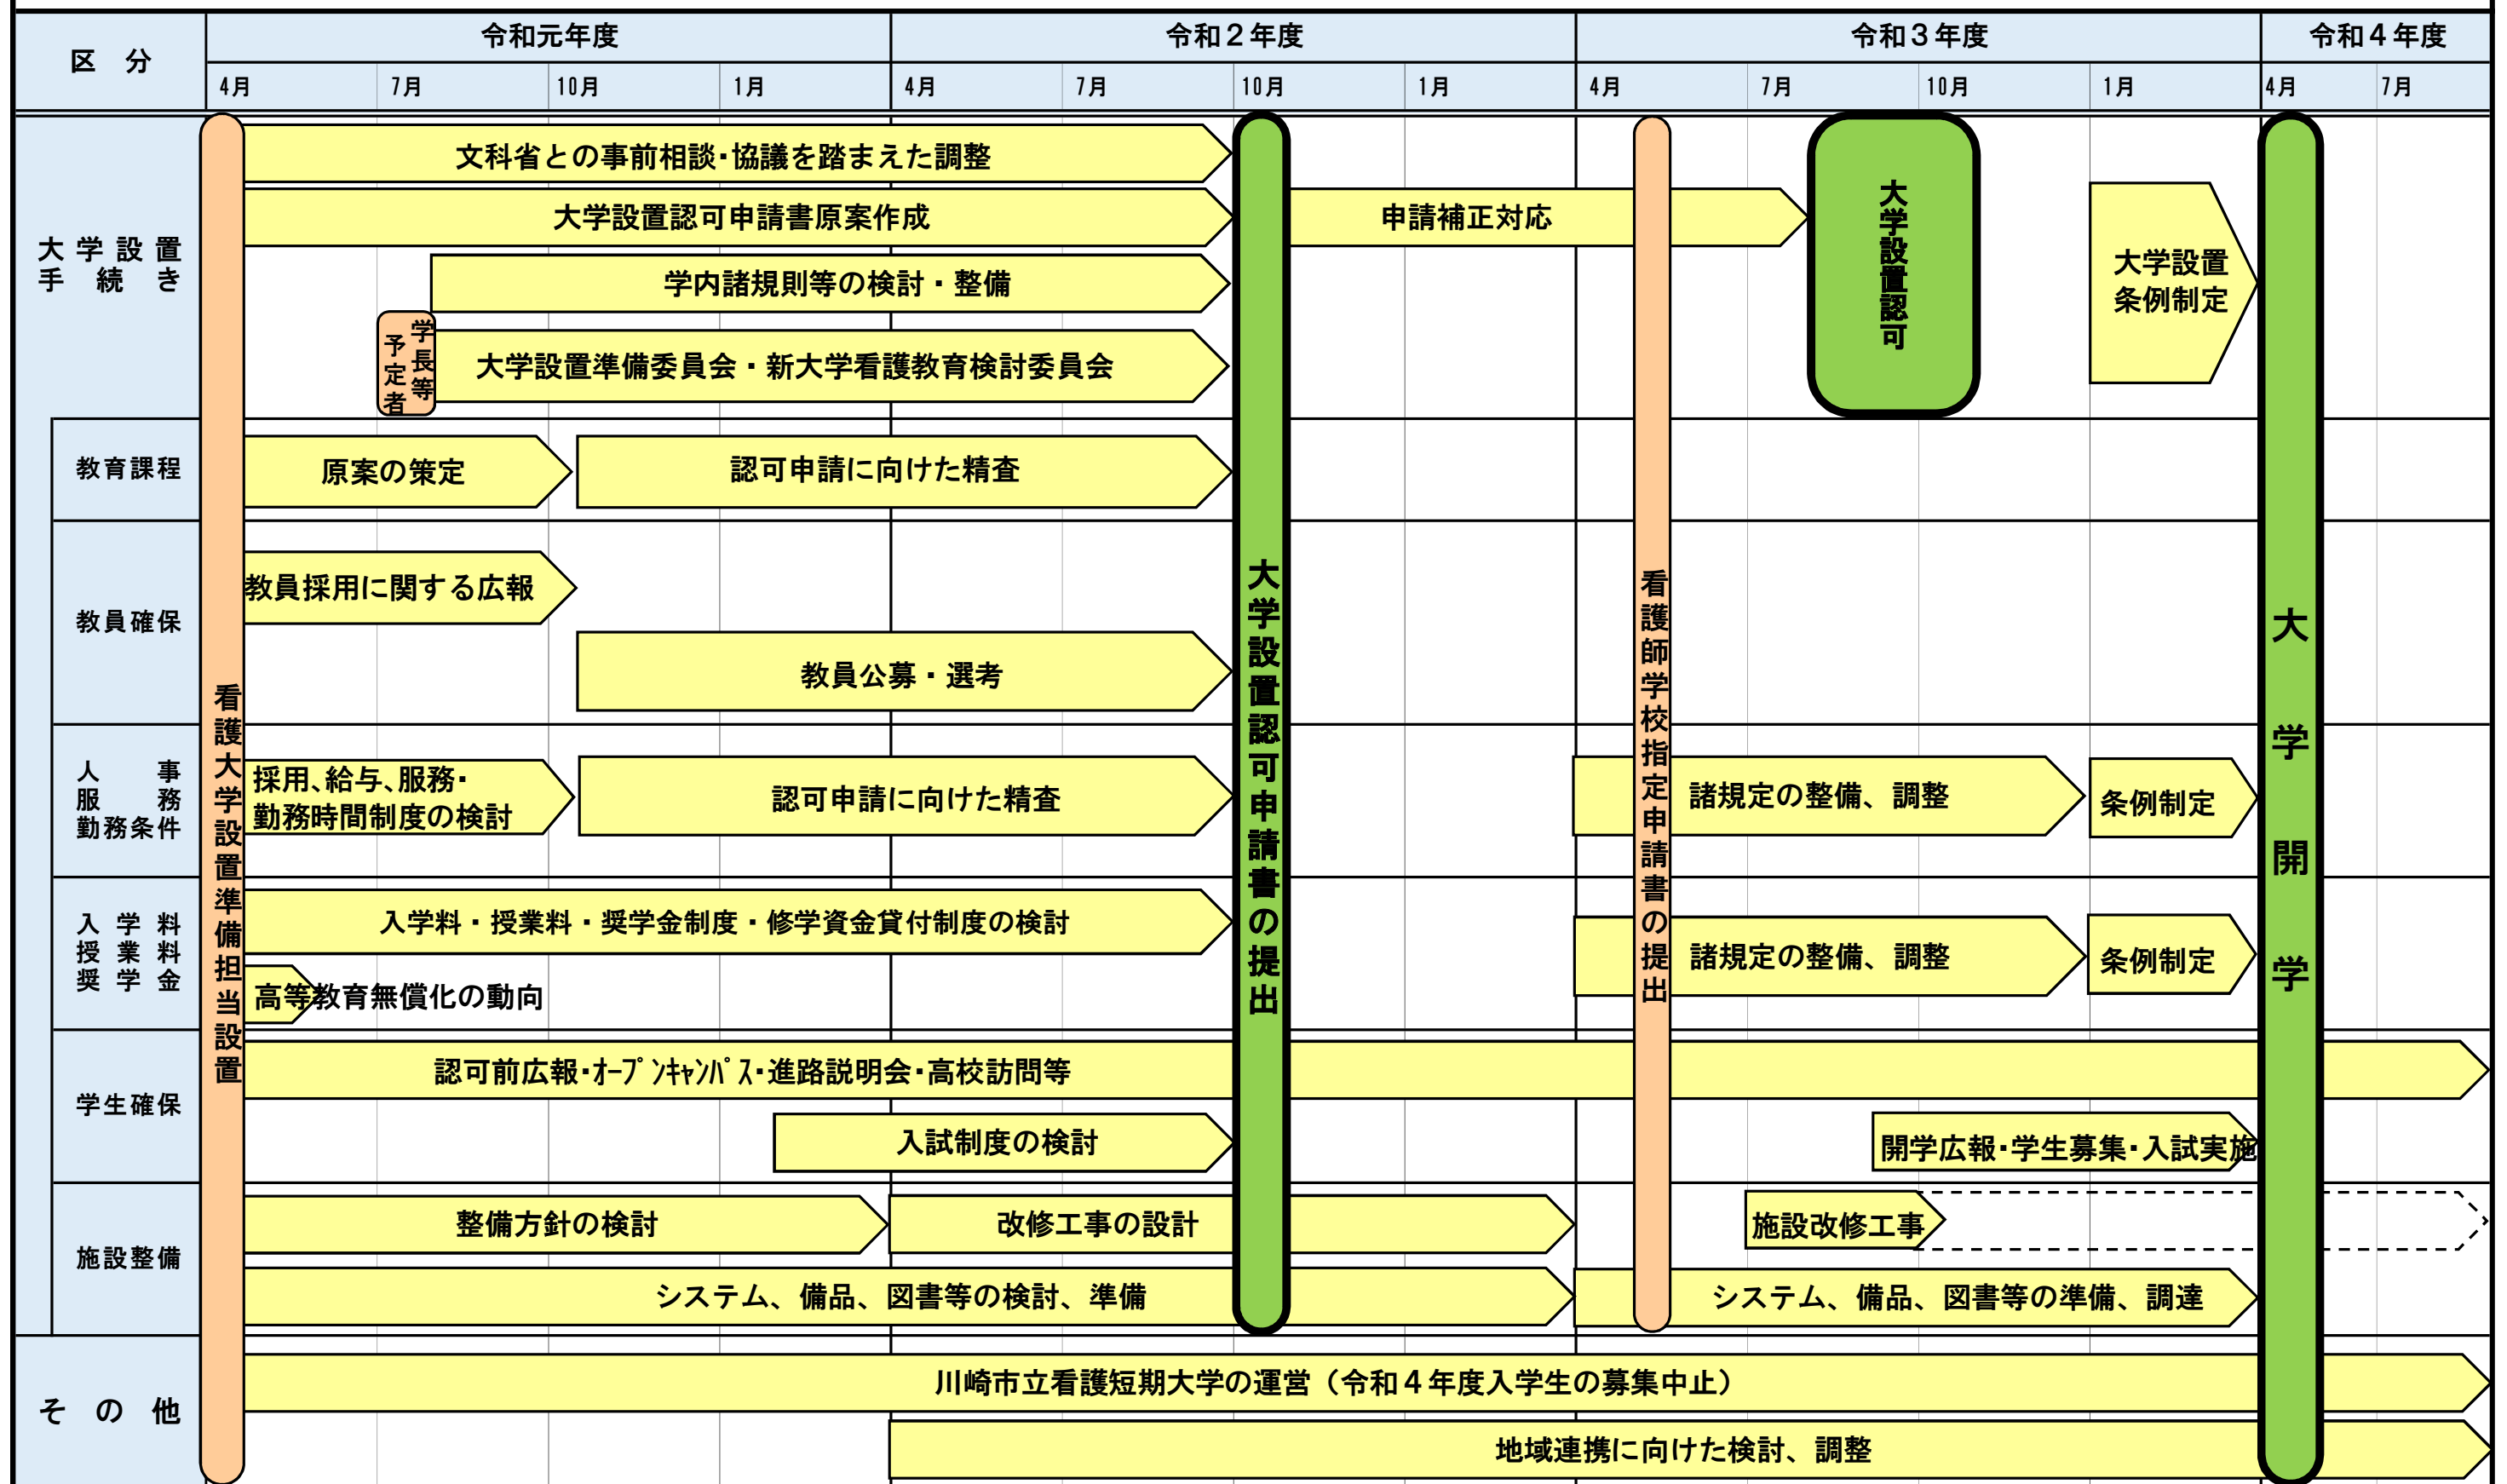 区　分
令和元年度
令和２年度
令和３年度
令和４年度
4月
7月
10月
1月
4月
7月
10月
1月
4月
7月
10月
1月
4月
7月
大学設置
手続き
文科省との事前相談･協議を踏まえた調整
大学設置認可申請書原案作成
申請補正対応
学内諸規則等の検討・整備
学長等
予定者
大学設置準備委員会・新大学看護教育検討委員会
大学設置認可
大学設置
条例制定
看護大学設置準備担当設置
大学設置認可申請書の提出
看護師学校指定申請書の提出
大学開学
教育課程
原案の策定
認可申請に向けた精査
教員確保
教員採用に関する広報
教員公募・選考
人事
服務
勤務条件
採用､給与､服務･
勤務時間制度の検討
認可申請に向けた精査
諸規定の整備、調整
条例制定
入学料
授業料
奨学金
入学料・授業料・奨学金制度・修学資金貸付制度の検討
諸規定の整備、調整
条例制定
高等教育無償化の動向
学生確保
認可前広報･ｵｰﾌﾟﾝｷｬﾝﾊﾟｽ･進路説明会･高校訪問等
入試制度の検討
開学広報･学生募集･入試実施
施設整備
整備方針の検討
改修工事の設計
施設改修工事
システム、備品、図書等の検討、準備
システム、備品、図書等の準備、調達
その他
川崎市立看護短期大学の運営（令和４年度入学生の募集中止）
地域連携に向けた検討、調整